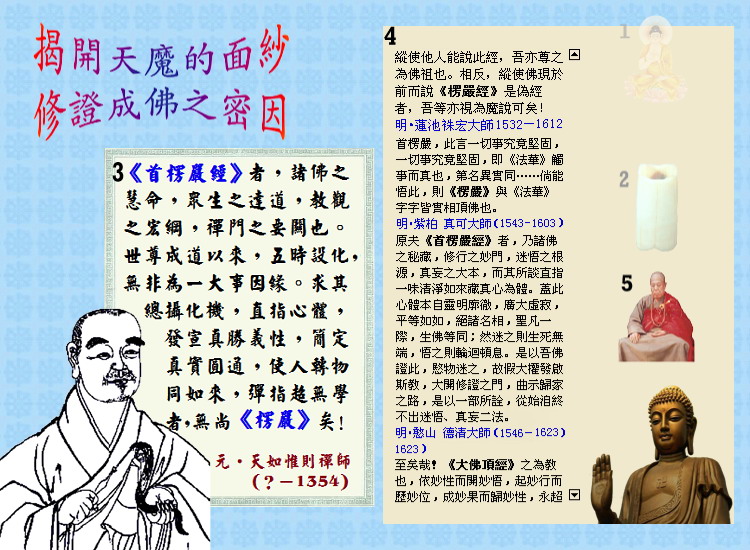 揭開天魔的面紗
修證成佛之密因
3《首楞嚴經》者，諸佛之
慧命，眾生之達道，教觀
之宏綱，禪門之要關也。
世尊成道以來，五時設化，
無非為一大事因緣。求其
總攝化機，直指心體，
發宣真勝義性，簡定
真實圓通，使人轉物
同如來，彈指超無學
者，無尚《楞嚴》矣！
元‧天如惟則禪師
(？－1354)
4
縱使他人能說此經，吾亦尊之
為佛祖也。相反，縱使佛現於
前而說《楞嚴經》是偽經
者，吾等亦視為魔說可矣！
明‧蓮池袾宏大師1532－1612
首楞嚴，此言一切事究竟堅固，
一切事究竟堅固，即《法華》觸
事而真也，第名異實同……倘能
悟此，則《楞嚴》與《法華》
字字皆實相頂佛也。
明‧紫柏 真可大師(1543-1603)
原夫《首楞嚴經》者，乃諸佛
之秘藏，修行之妙門，迷悟之根
源，真妄之大本，而其所談直指
一味清淨如來藏真心為體。蓋此
心體本自靈明廓徹，廣大虛寂，
平等如如，絕諸名相，聖凡一
際，生佛等同；然迷之則生死無
端，悟之則輪迴頓息。是以吾佛
證此，愍物迷之，故假大權發啟
斯教，大開修證之門，曲示歸家
之路，是以一部所詮，從始洎終
不出迷悟、真妄二法。
明‧憨山 德清大師(1546－1623)
1623)
至矣哉！《大佛頂經》之為教
也，依妙性而開妙悟，起妙行而
歷妙位，成妙果而歸妙性，永超
1
2
5